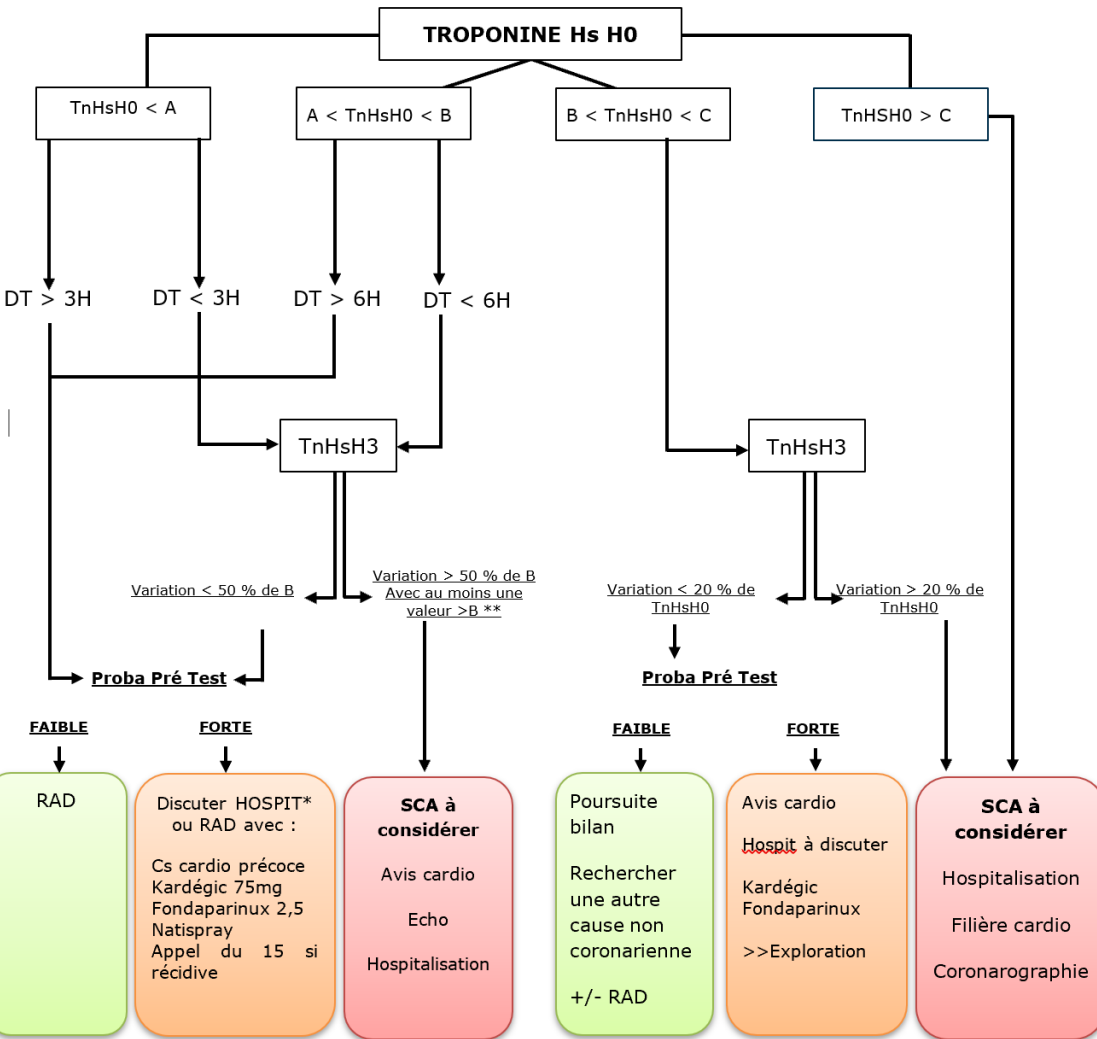 TROPONINE Hs H0
TnHsH0 < A
A < TnHsH0 < B
B < TnHsH0 < C
TnHSH0 > C
DT > 3H
DT < 3H
DT > 6H
DT < 6H
TnHsH3
TnHsH3
Variation < 50 % de B
Variation > 50 % de B
Avec au moins une
valeur >B **
Variation < 20 % de
TnHsH0
Variation > 20 % de
TnHsH0
Proba Pré Test
Proba Pré Test
FAIBLE
FORTE
FAIBLE
FORTE
RAD
Discuter HOSPIT*
ou RAD avec :
Cs cardio précoce
Kardégic 75mg
Fondaparinux 2,5
Natispray
Appel du 15 si
récidive
SCA à
considérer
Avis cardio
Echo
Hospitalisation
Poursuite
bilan
Rechercher
une autre
cause non
coronarienne
+/- RAD
Avis cardio
Hospit à discuter
Kardégic
Fondaparinux
>>Exploration
SCA à
considérer
Hospitalisation
Filière cardio
Coronarographie